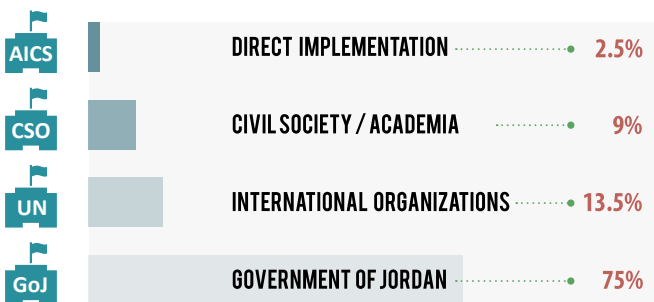 AICS DIRECT IMPLEMENTATION 2.5%
CSO CIVIL SOCIETY / ACADEMIA 9%
UN INTERNATIONAL ORGANIZATIONS 13.5%
GoJ GOVERNMENT OF JORDAN 75%